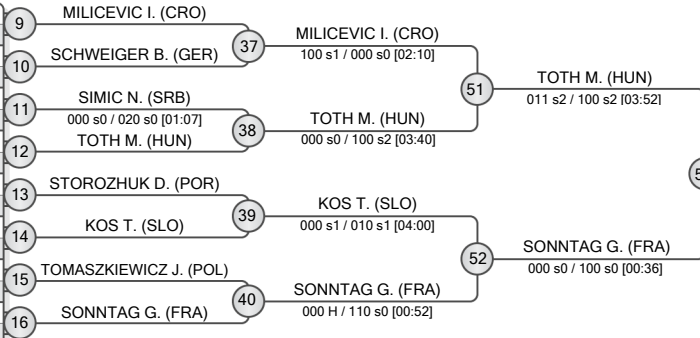 9
MILICEVIC I. (CRO)
37
MILICEVIC I. (CRO)
100 s1 / 000 s0 [02:10]
10
SCHWEIGER B. (GER)
51
TOTH M. (HUN)
011 s2 / 100 s2 [03:52]
11
SIMIC N. (SRB)
000 s0 / 020 s0 [01:07]
38
TOTH M. (HUN)
000 s0 / 100 s2 [03:40]
12
TOTH M. (HUN)
13
STOROZHUK D. (POR)
39
KOS T. (SLO)
000 s1 / 010 s1 [04:00]
14
KOS T. (SLO)
52
SONNTAG G. (FRA)
000 s0 / 100 s0 [00:36]
15
TOMASZKIEWICZ J. (POL)
40
SONNTAG G. (FRA)
000 H / 110 s0 [00:52]
16
SONNTAG G. (FRA)